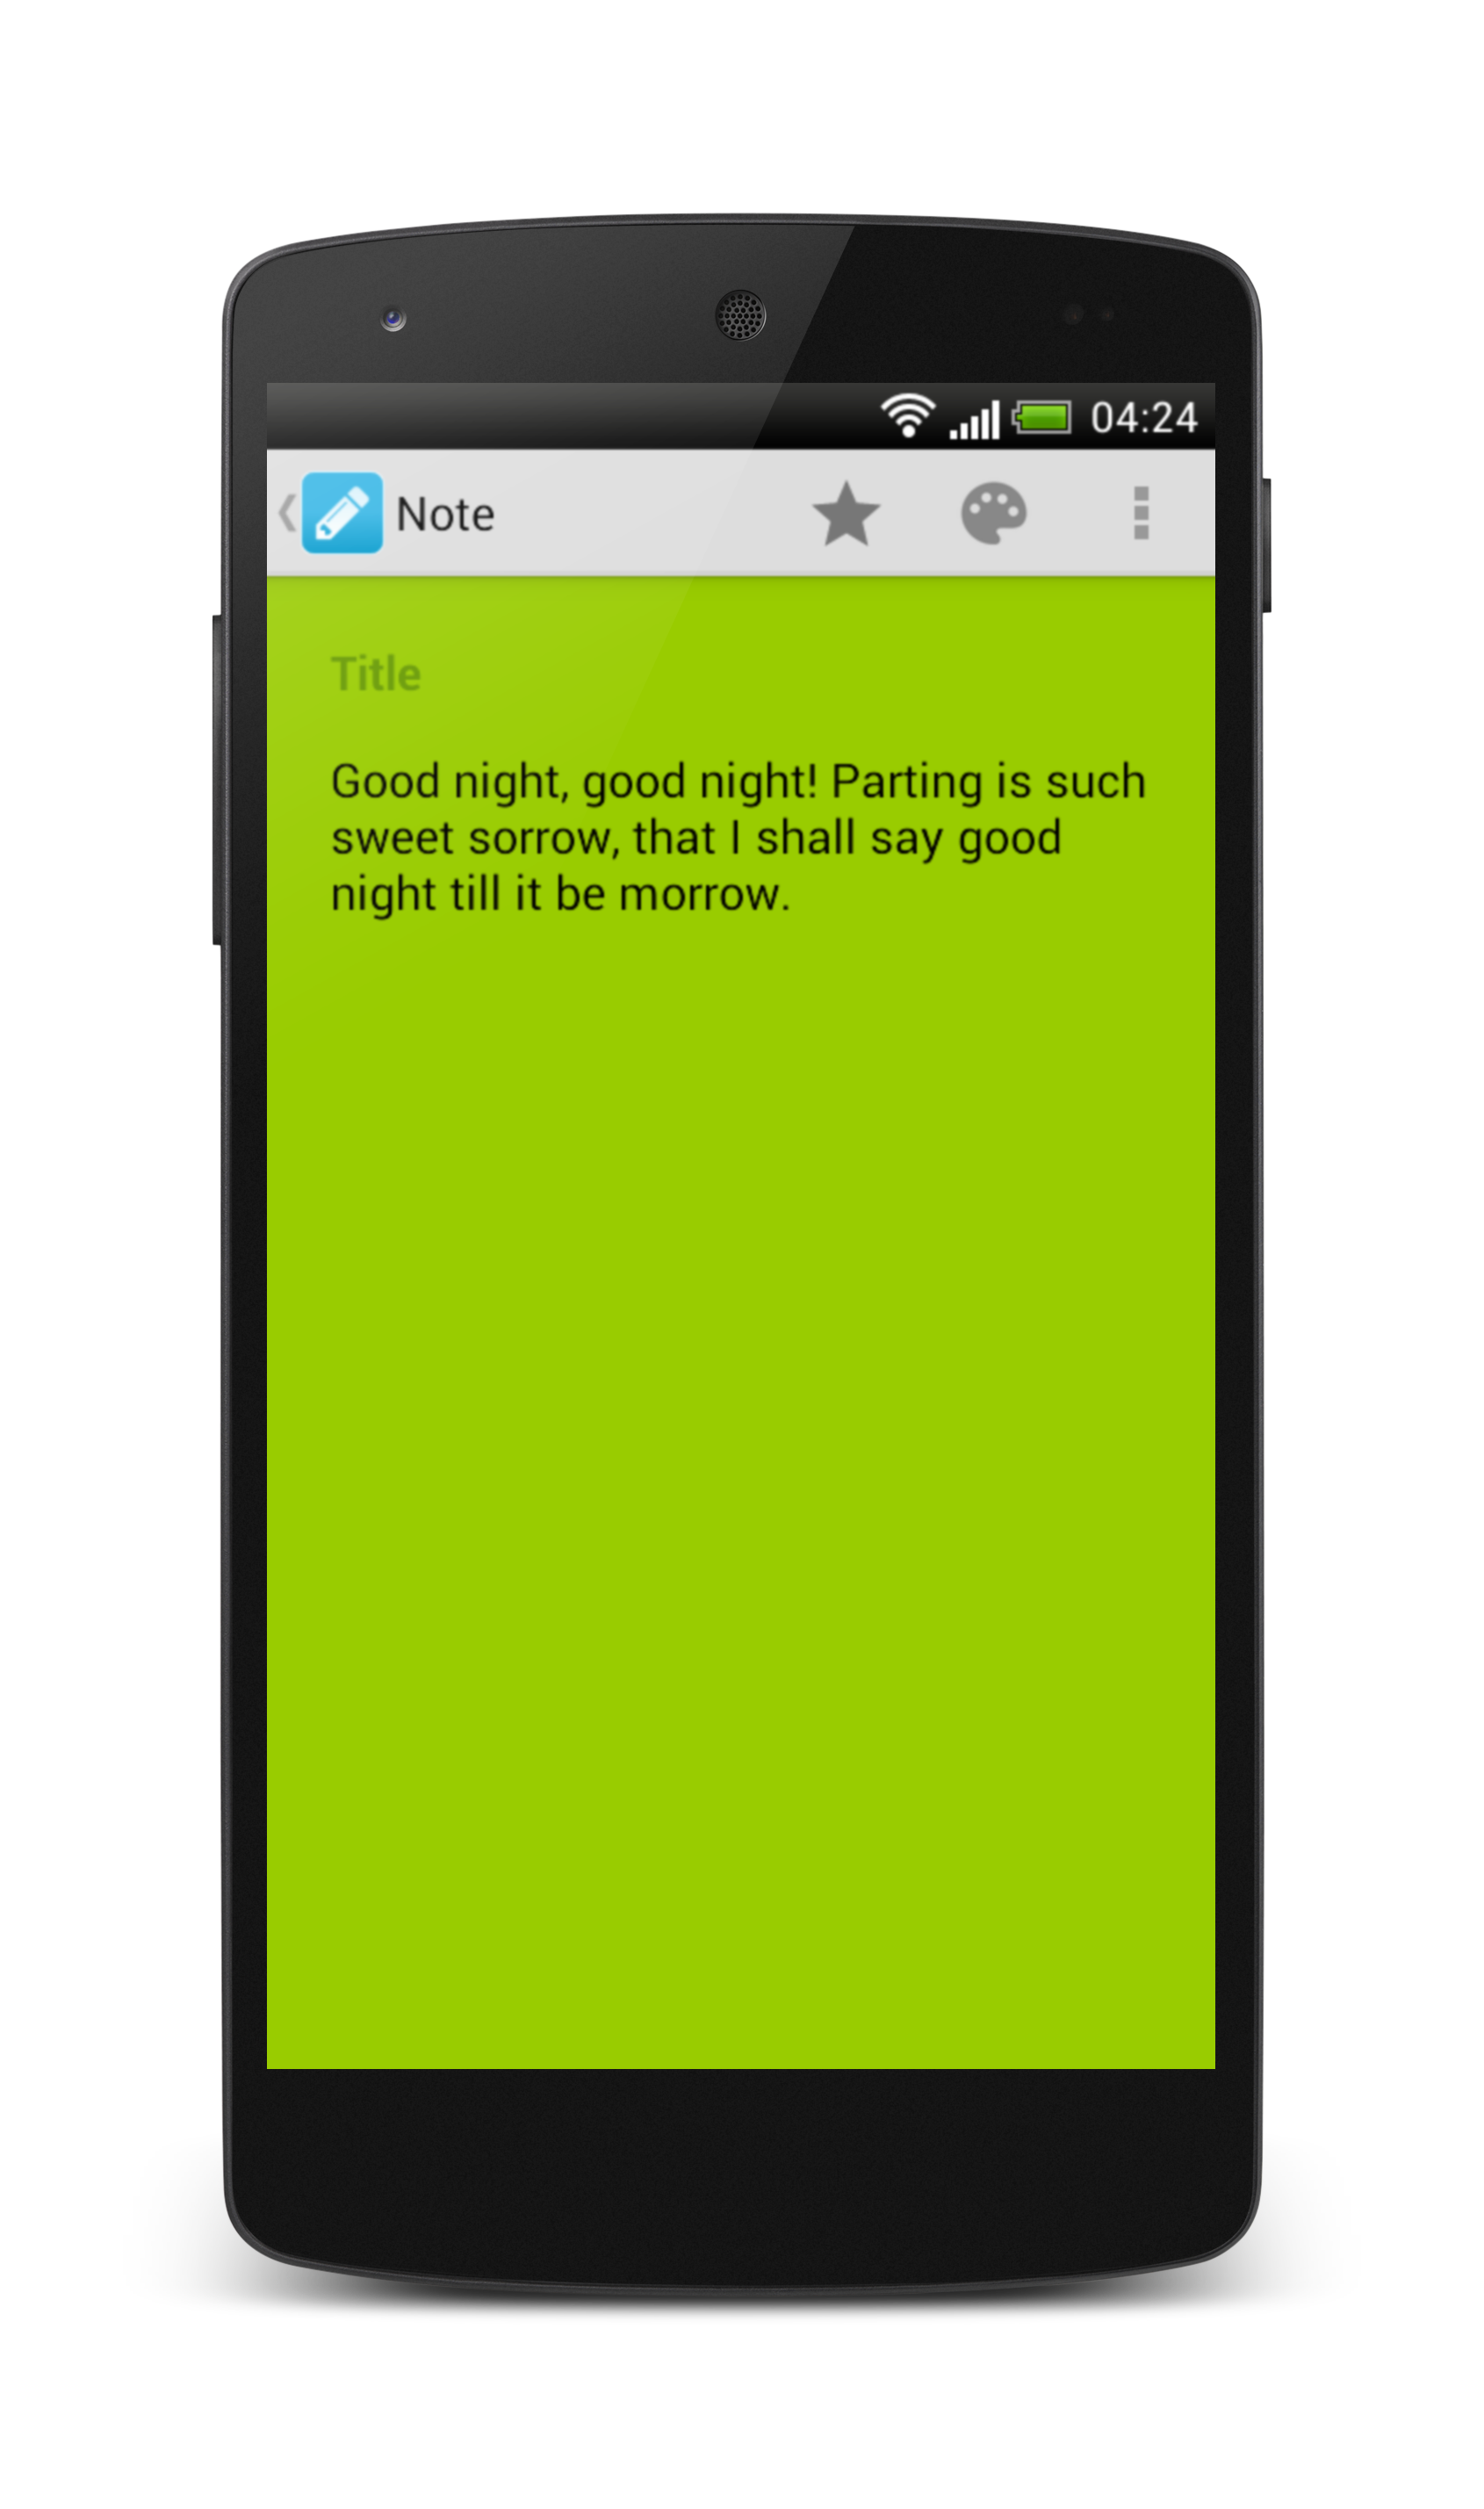 04:24
Note
Title
Good night, good night! Parting is such
sweet sorrow, that I shall say good
night till it be morrow.